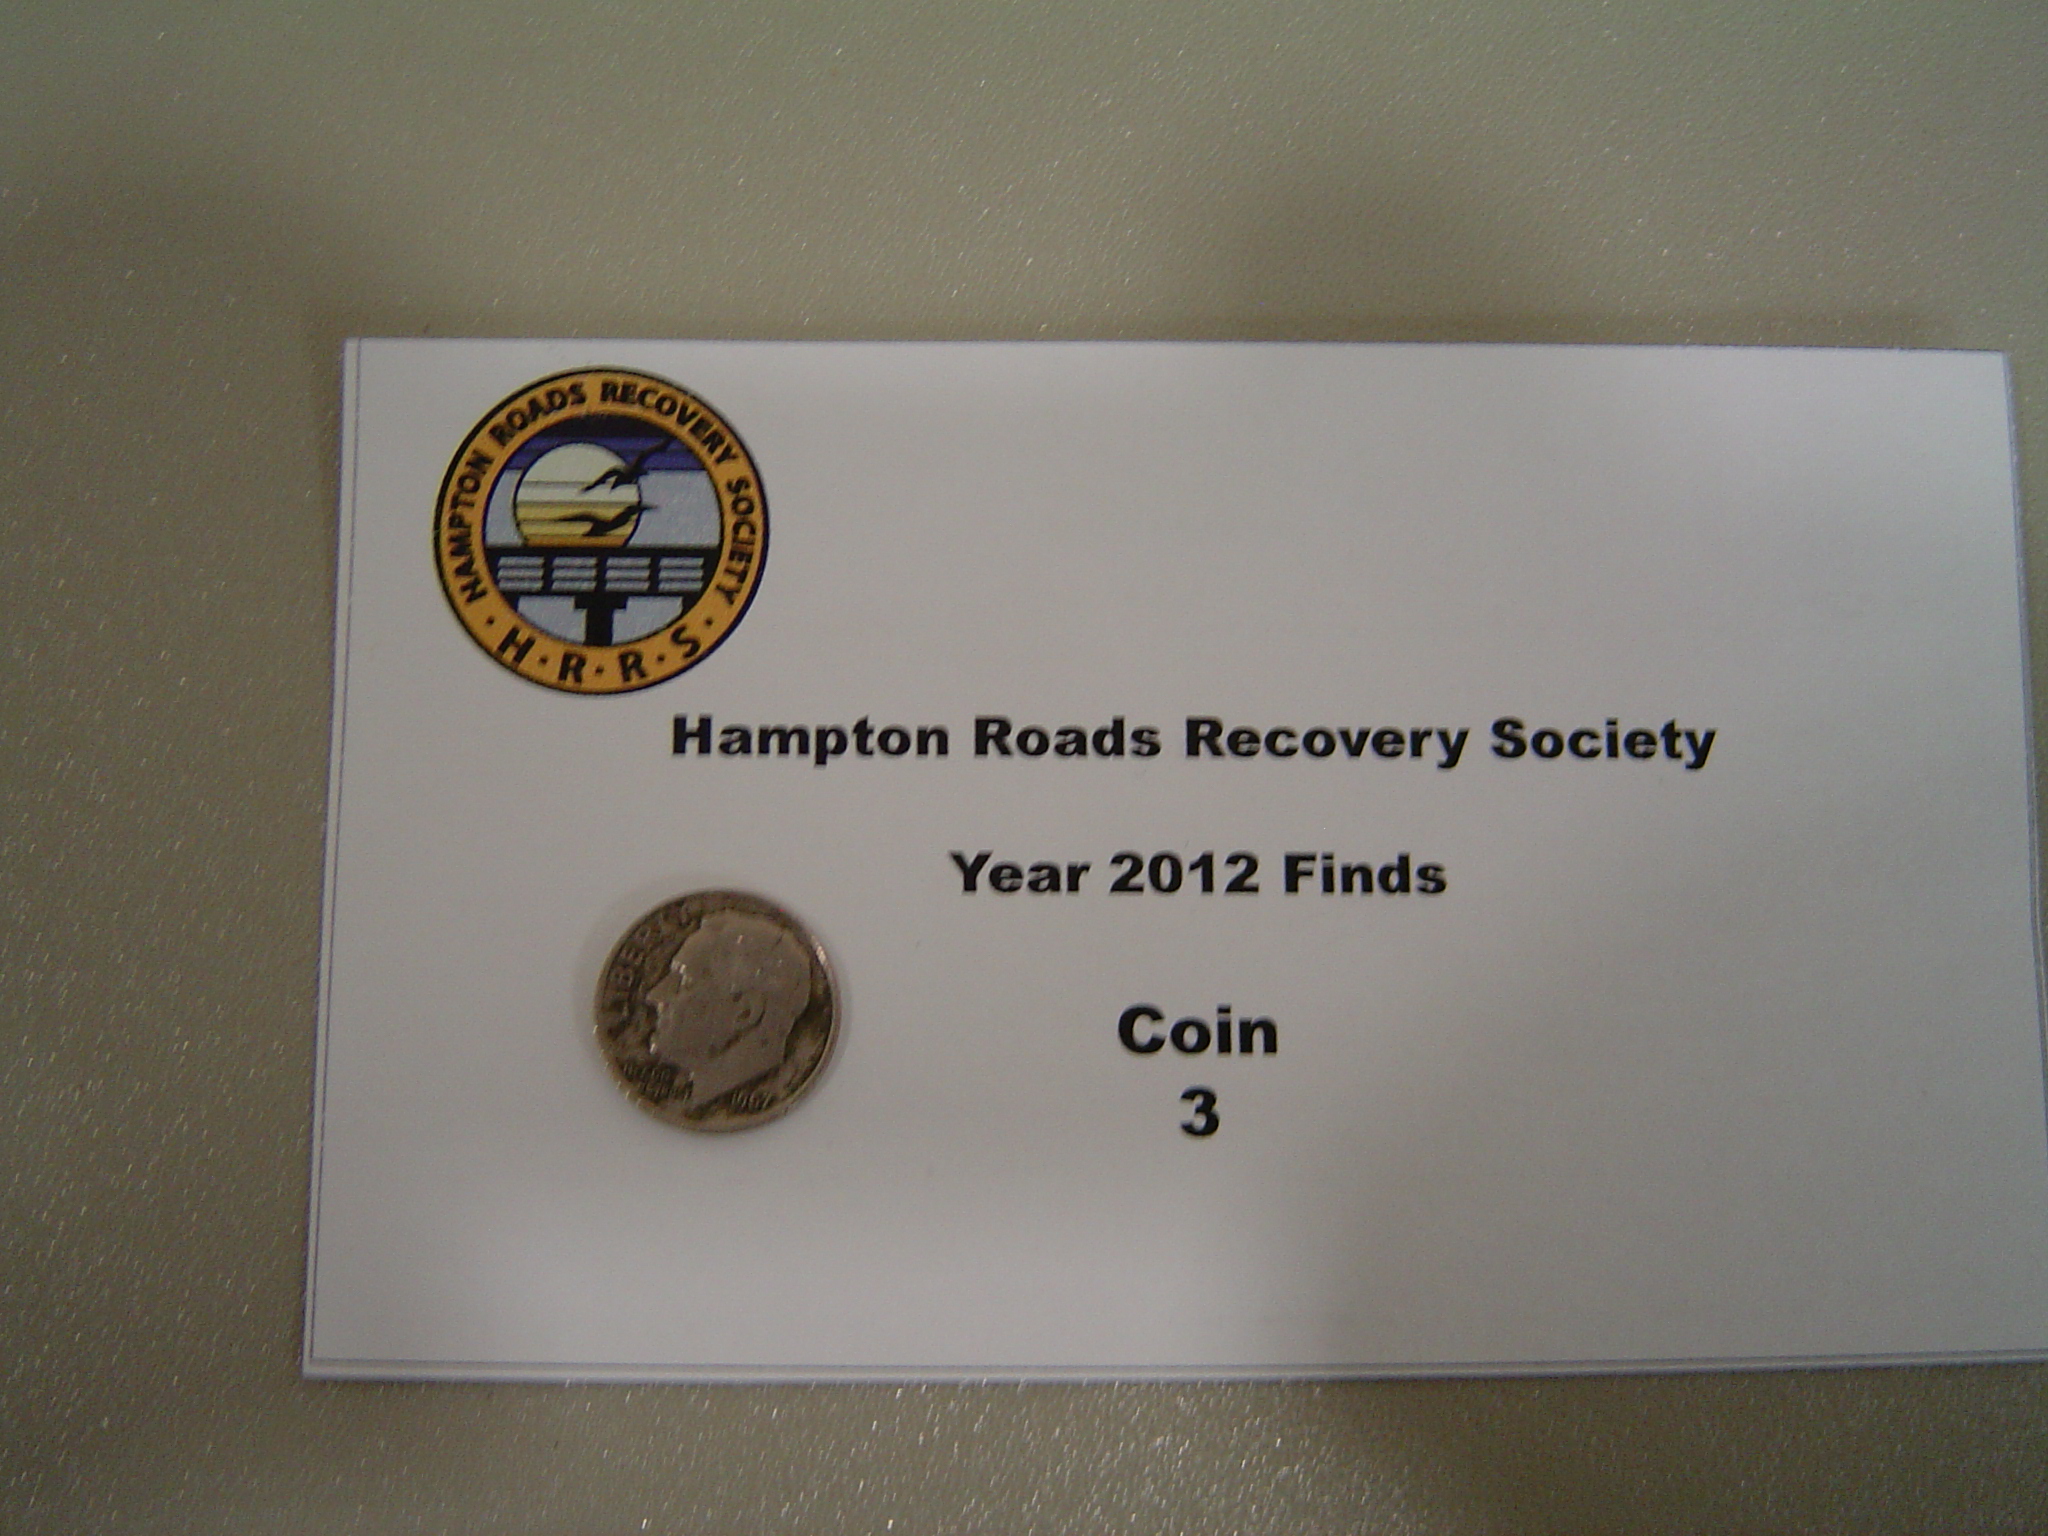 HAMPTON ROADS RECOVERY SOCIETY
· H · R · R · S ·
Hampton Roads Recovery Society
Year 2012 Finds
Coin
3
LIBERTY